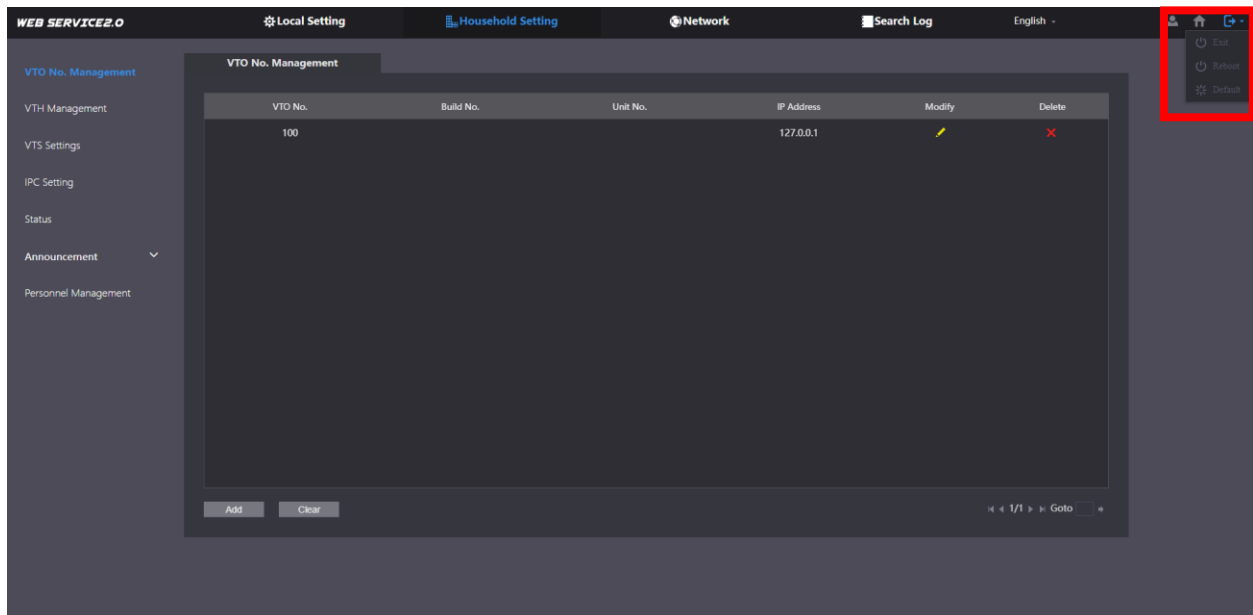 WEB SERVICE2.0
Local Setting
Household Setting
Network
Search Log
English
Exit
Reboot
Default
VTO No. Management
VTH Management
VTS Settings
IPC Setting
Status
Announcement
Personnel Management
VTO No. Management
VTO No. Build No. Unit No. IP Address Modify Delete
100 127.0.0.1
Add Clear 1/1 Goto